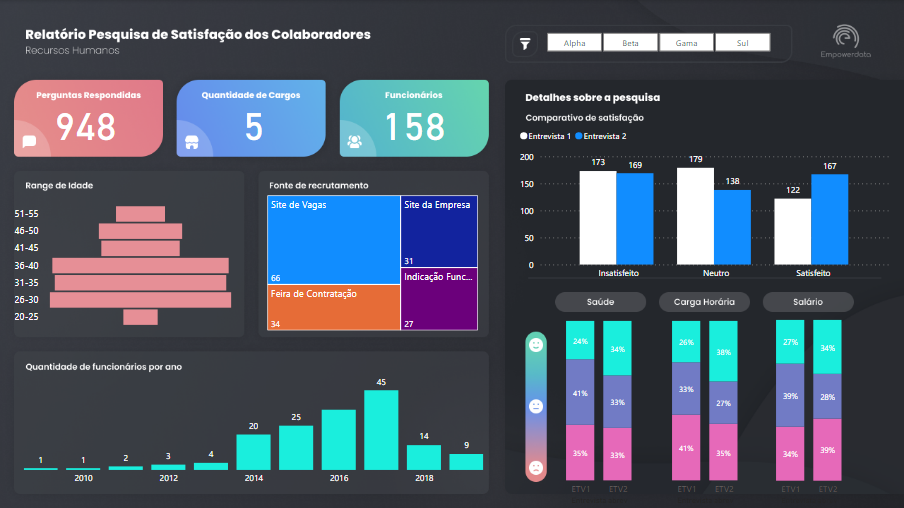 Relatório Pesquisa de Satisfação dos Colaboradores
Recursos Humanos
Alpha
Beta
Gama
Sul
Empowerdata
Perguntas Respondidas
948
Quantidade de Cargos
5
Funcionários
158
Range de Idade
51-55
46-50
41-45
36-40
31-35
26-30
20-25
Fonte de recrutamento
Site de Vagas
66
Feira de Contratação
34
Site da Empresa
31
Indicação Func...
27
Quantidade de funcionários por ano
1 1 2 3 4 20 25 45 14 9
2010 2012 2014 2016 2018
Detalhes sobre a pesquisa
Comparativo de satisfação
Entrevista 1 Entrevista 2
200
150
100
50
0
173 169 179 138 122 167
Insatisfeito Neutro Satisfeito
Saúde
24% 34%
41% 33%
35% 33%
ETV1 ETV2
Carga Horária
26% 38%
33% 27%
41% 35%
ETV1 ETV2
Salário
27% 34%
39% 28%
34% 39%
ETV1 ETV2